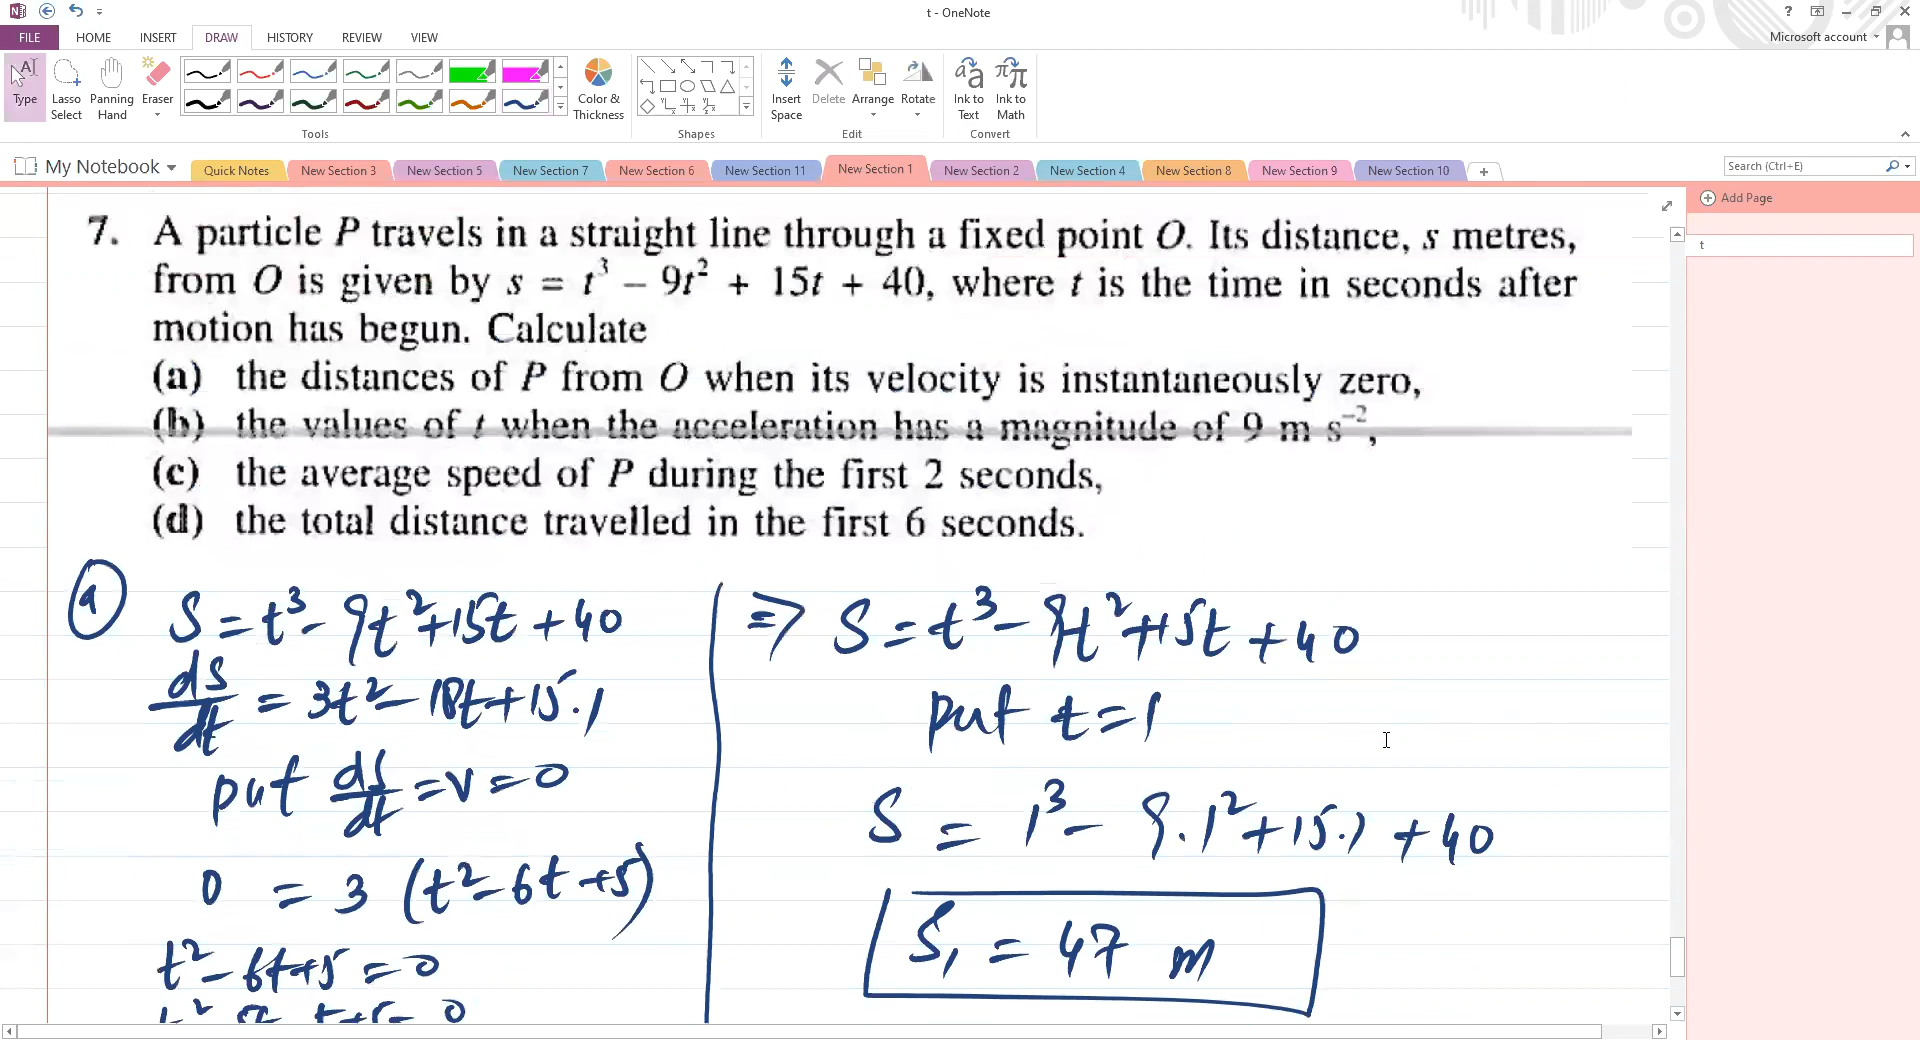 t - OneNote
?
FILE HOME INSERT DRAW HISTORY REVIEW VIEW
Microsoft account
Type
Lasso Select
Panning Hand
Eraser
Color & Thickness
Insert Space
Delete
Arrange
Rotate
Ink to Text
Ink to Math
Tools
Shapes
Edit
Convert
My Notebook
Quick Notes New Section 3 New Section 5 New Section 7 New Section 6 New Section 11 New Section 1 New Section 2 New Section 4 New Section 8 New Section 9 New Section 10
Search (Ctrl+E)
Add Page
t
7. A particle P travels in a straight line through a fixed point O. Its distance, s metres,
from O is given by s = t³ − 9t² + 15t + 40, where t is the time in seconds after
motion has begun. Calculate
(a) the distances of P from O when its velocity is instantaneously zero,
(b) the values of t when the acceleration has a magnitude of 9 m s⁻²,
(c) the average speed of P during the first 2 seconds,
(d) the total distance travelled in the first 6 seconds.
(a) S = t³ - 9t² + 15t + 40
dS/dt = 3t² - 18t + 15.1
put dS/dt = v = 0
0 = 3 (t² - 6t + 5)
t² - 6t + 5 = 0
⇒ S = t³ - 9t² + 15t + 40
put t = 1
S = 1³ - 9.1² + 15.1 + 40
S₁ = 47 m